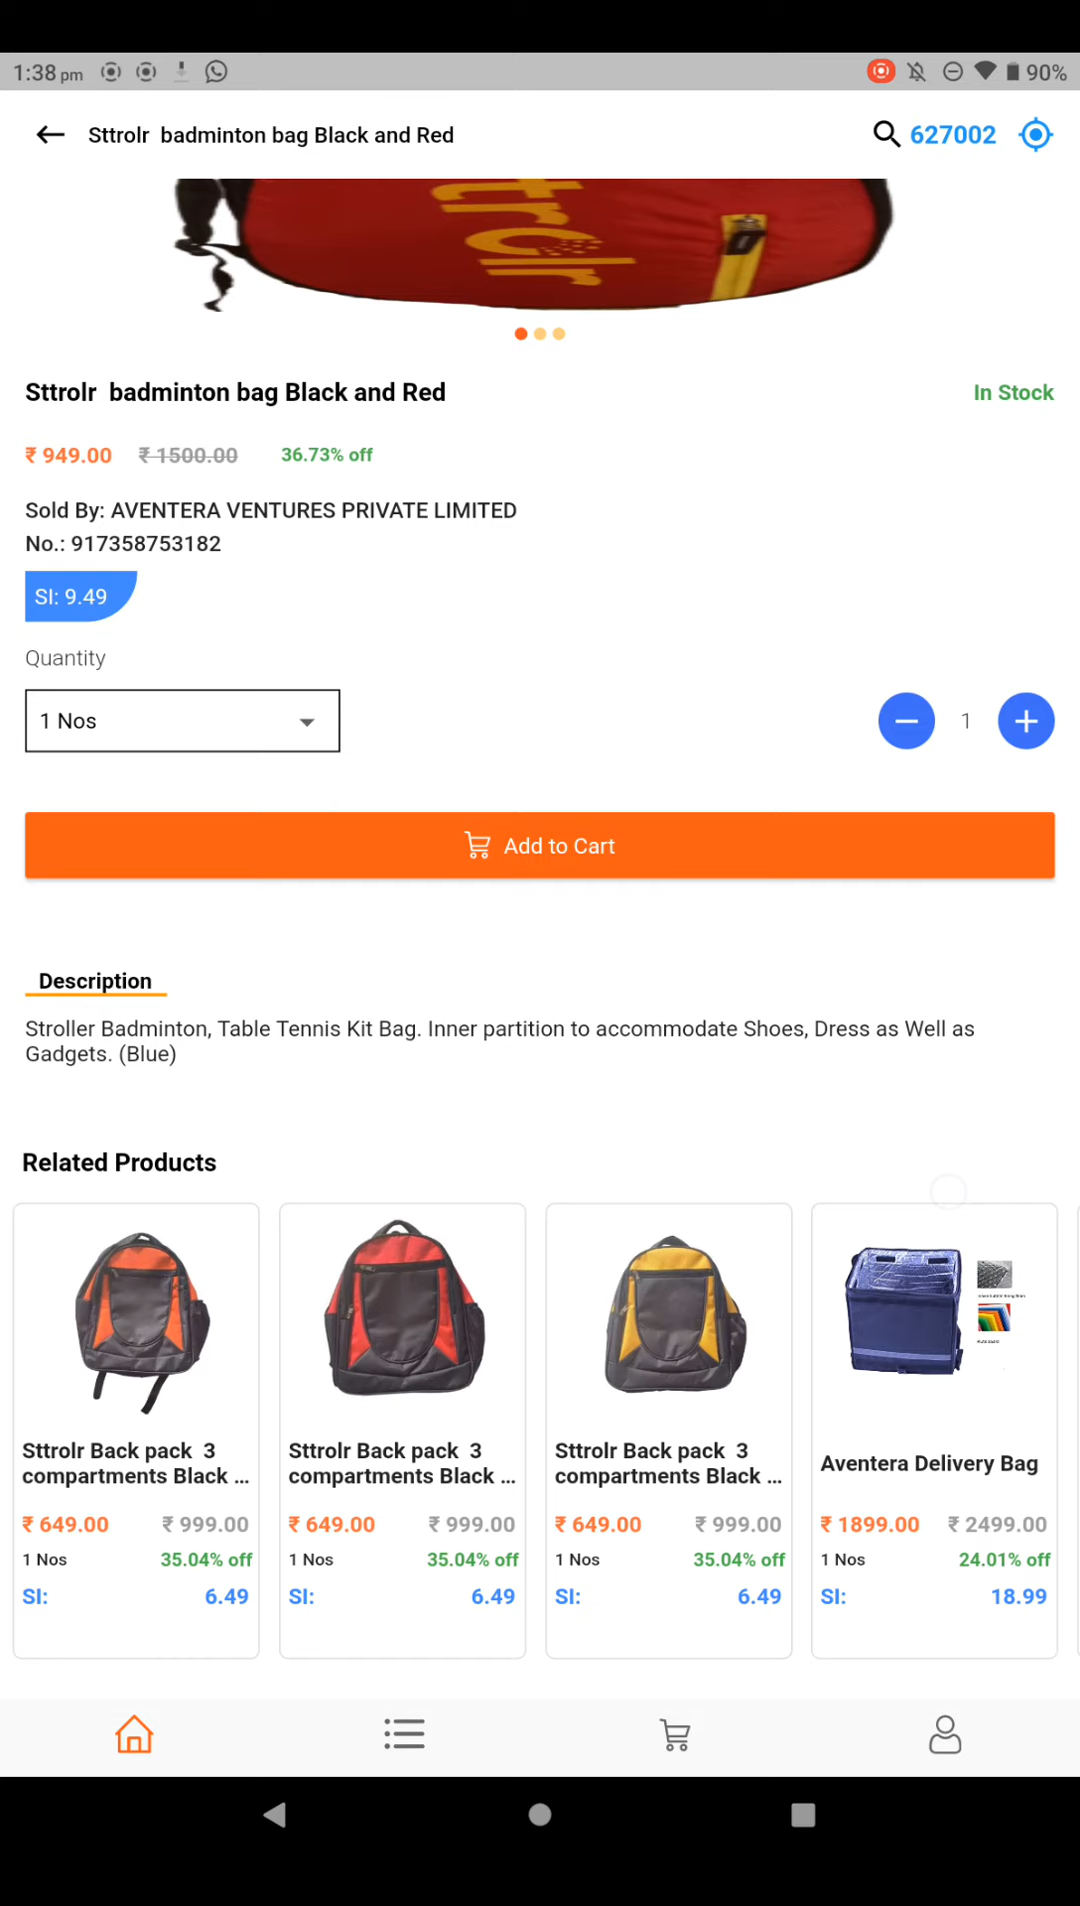 1:38 pm
90%
Sttrolr badminton bag Black and Red
627002
trolr
Sttrolr badminton bag Black and Red
In Stock
₹ 949.00 ₹ 1500.00 36.73% off
Sold By: AVENTERA VENTURES PRIVATE LIMITED
No.: 917358753182
SI: 9.49
Quantity
1 Nos
1
Add to Cart
Description
Stroller Badminton, Table Tennis Kit Bag. Inner partition to accommodate Shoes, Dress as Well as
Gadgets. (Blue)
Related Products
Sttrolr Back pack 3
compartments Black ...
₹ 649.00 ₹ 999.00
1 Nos 35.04% off
SI: 6.49
Sttrolr Back pack 3
compartments Black ...
₹ 649.00 ₹ 999.00
1 Nos 35.04% off
SI: 6.49
Sttrolr Back pack 3
compartments Black ...
₹ 649.00 ₹ 999.00
1 Nos 35.04% off
SI: 6.49
Aventera Delivery Bag
₹ 1899.00 ₹ 2499.00
1 Nos 24.01% off
SI: 18.99